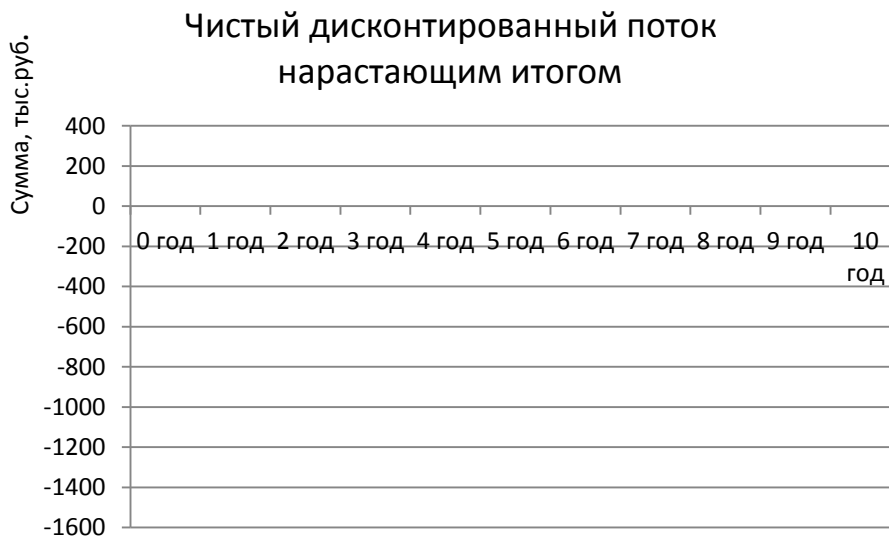 Чистый дисконтированный поток
нарастающим итогом
Сумма, тыс.руб.
400
200
0
0 год 1 год 2 год 3 год 4 год 5 год 6 год 7 год 8 год 9 год 10
год
-200
-400
-600
-800
-1000
-1200
-1400
-1600